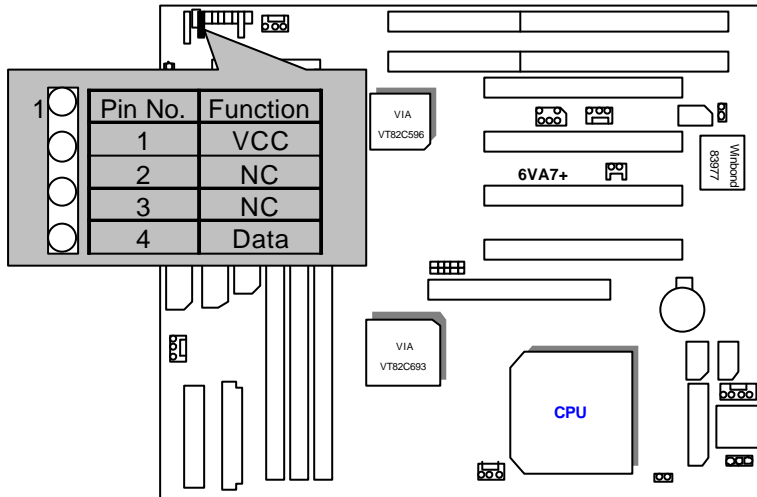 1
Pin No. Function
1 VCC
2 NC
3 NC
4 Data
VIA
VT82C596
6VA7+
Winbond
83977
VIA
VT82C693
CPU